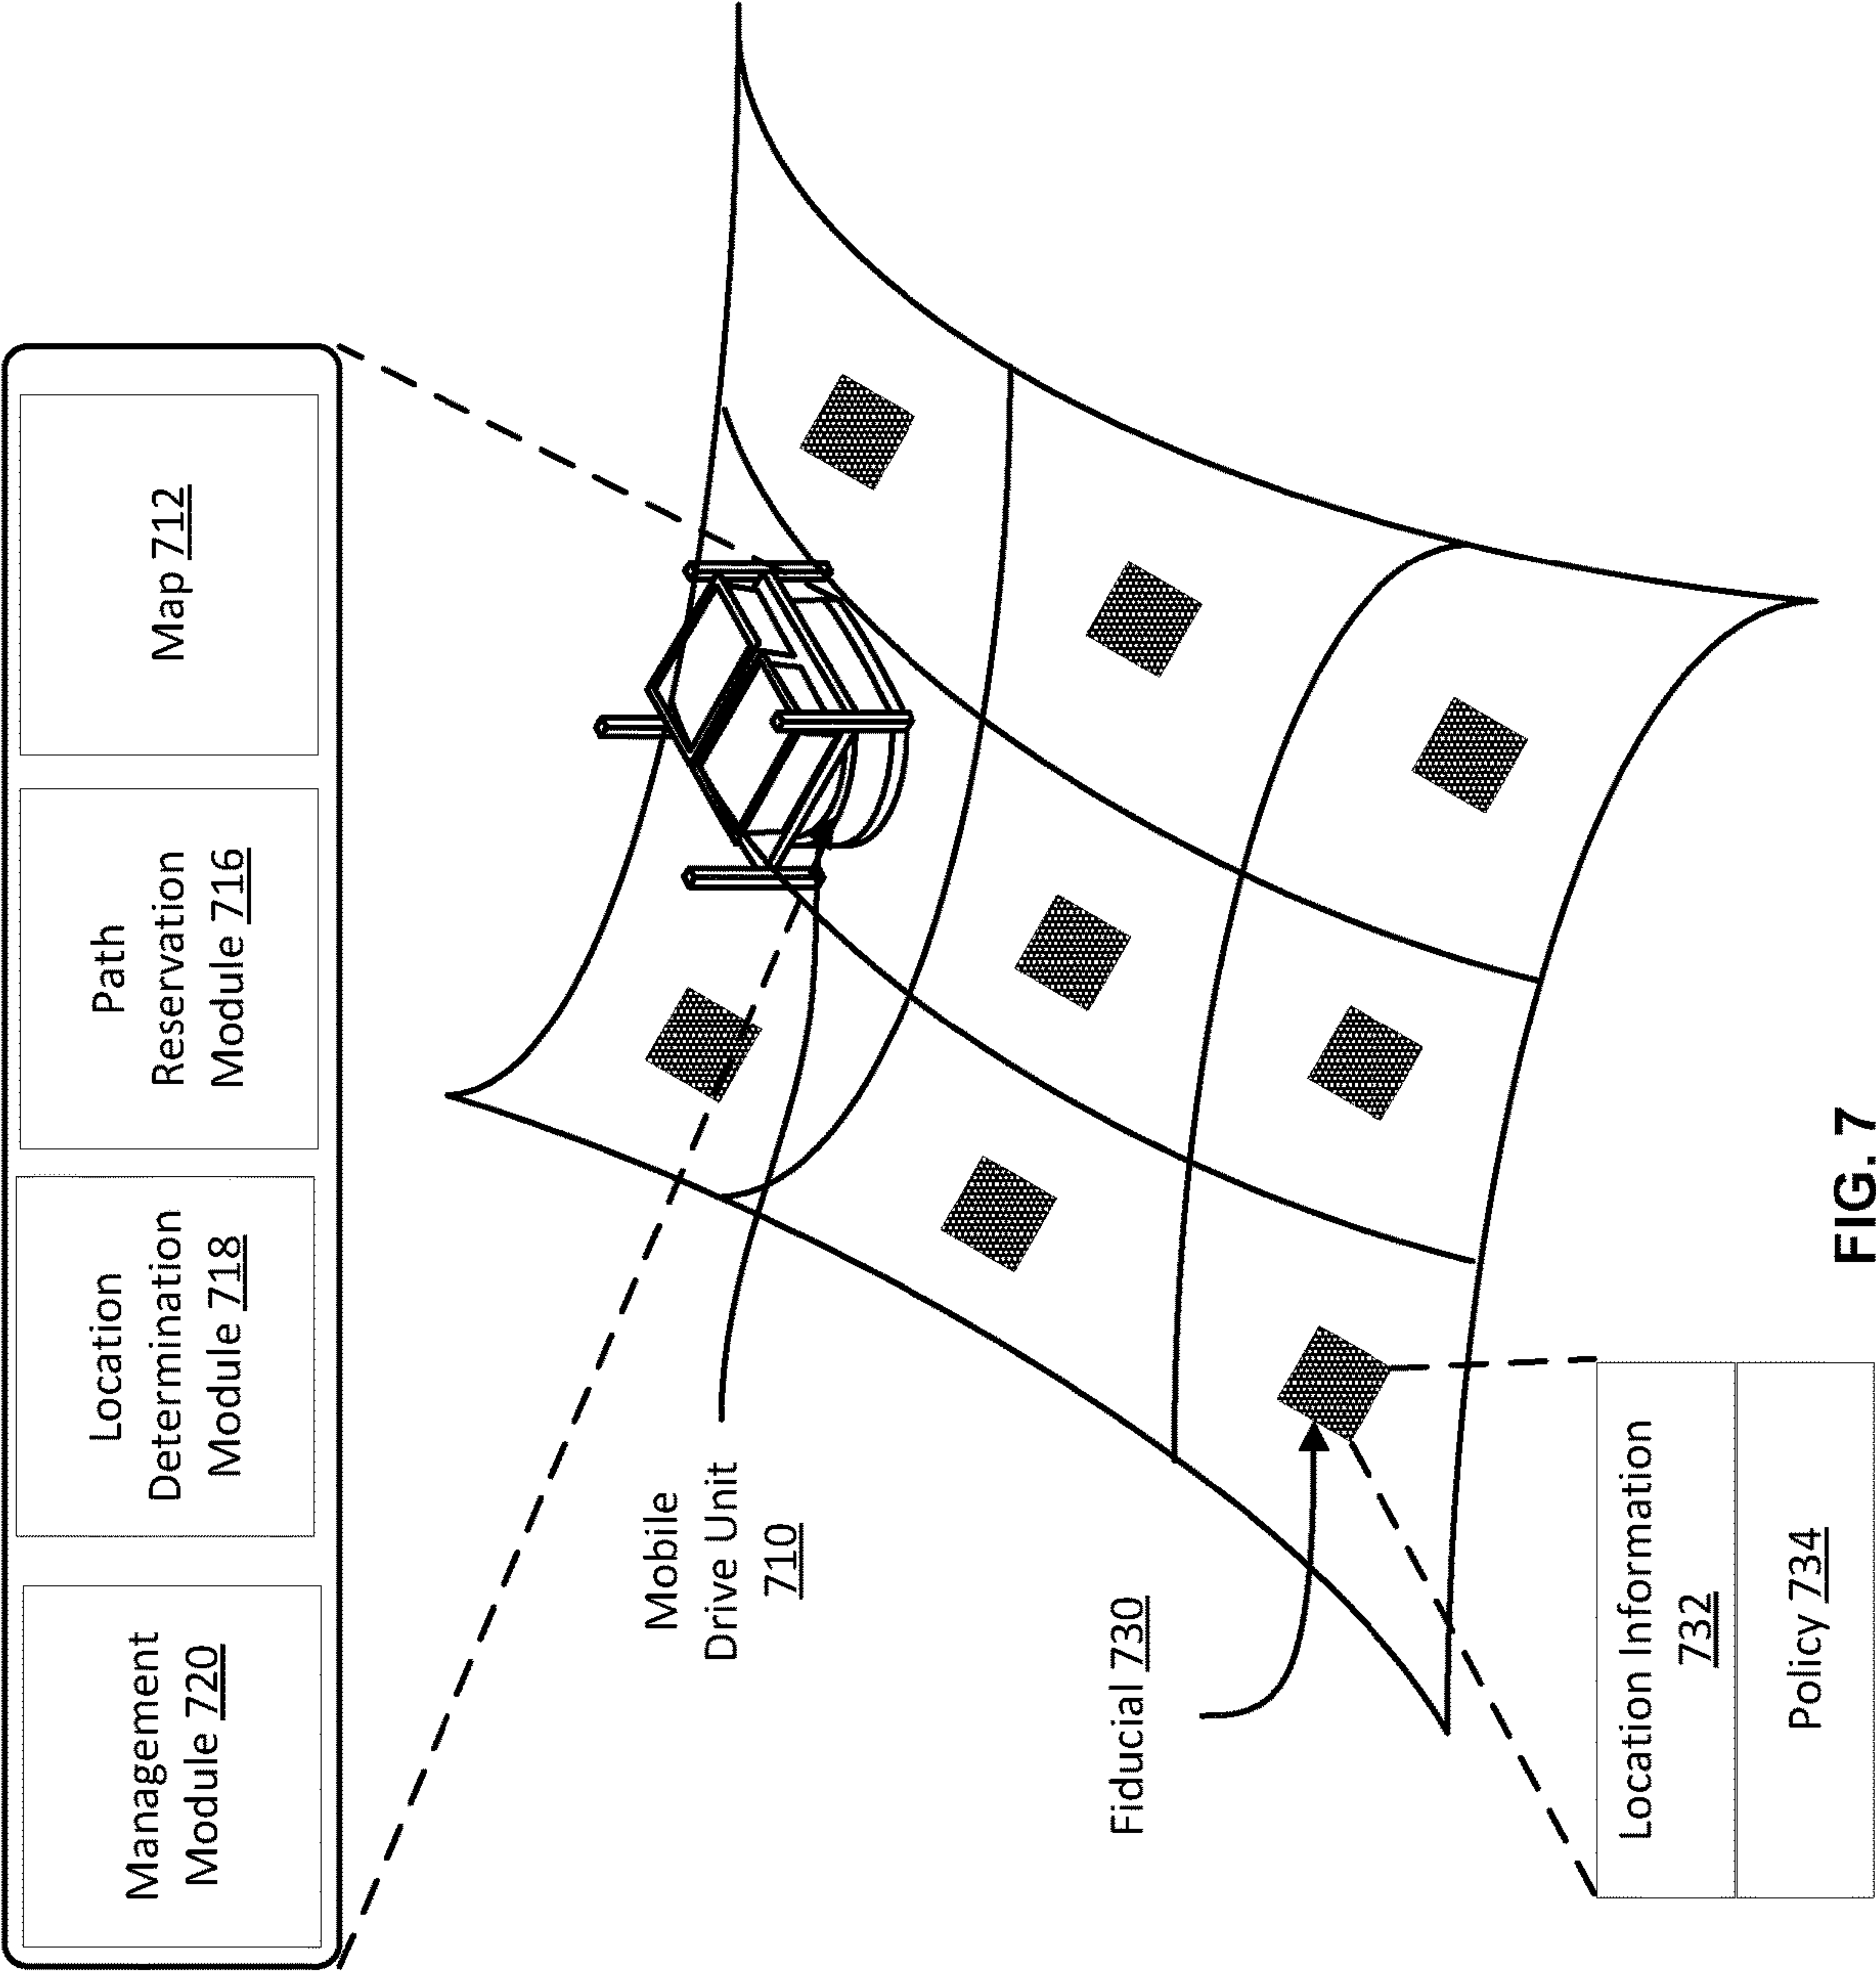 Management
Module 720
Location
Determination
Module 718
Path
Reservation
Module 716
Map 712
Mobile
Drive Unit
710
Fiducial 730
Location Information
732
Policy 734
FIG. 7